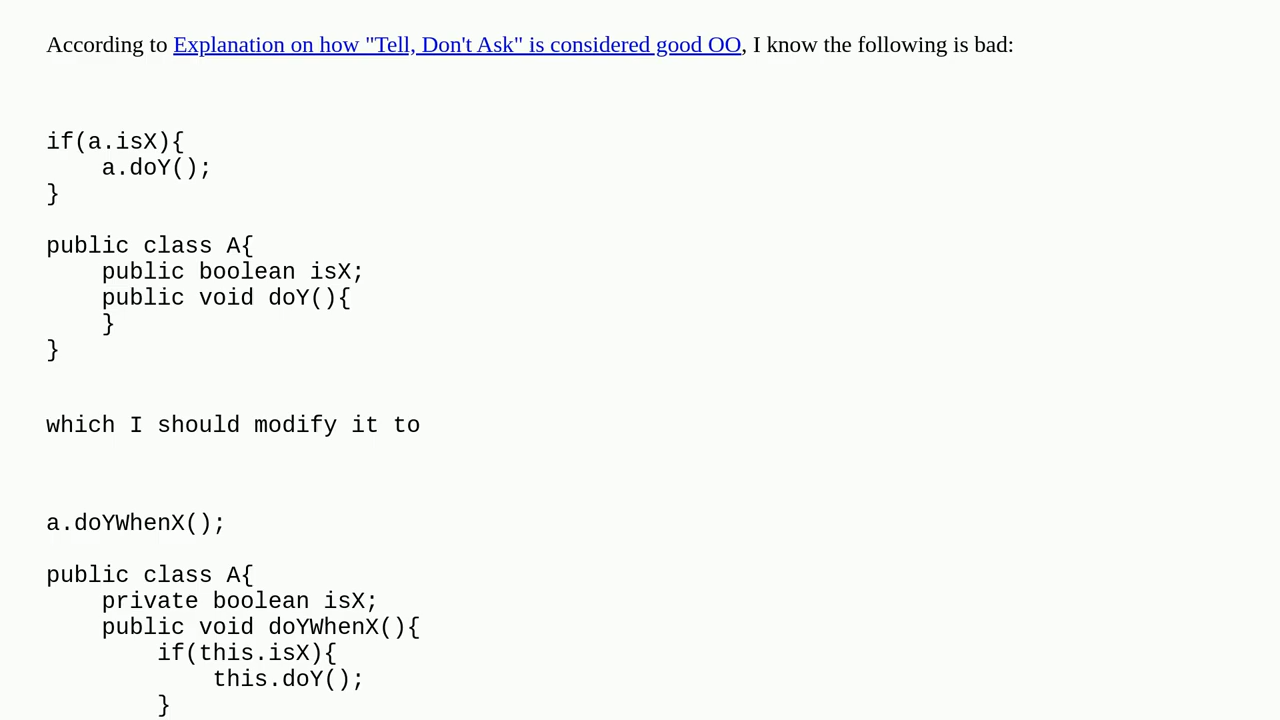 According to Explanation on how "Tell, Don't Ask" is considered good OO, I know the following is bad:
if(a.isX){
    a.doY();
}
public class A{
    public boolean isX;
    public void doY(){
    }
}
which I should modify it to
a.doYWhenX();
public class A{
    private boolean isX;
    public void doYWhenX(){
        if(this.isX){
            this.doY();
        }